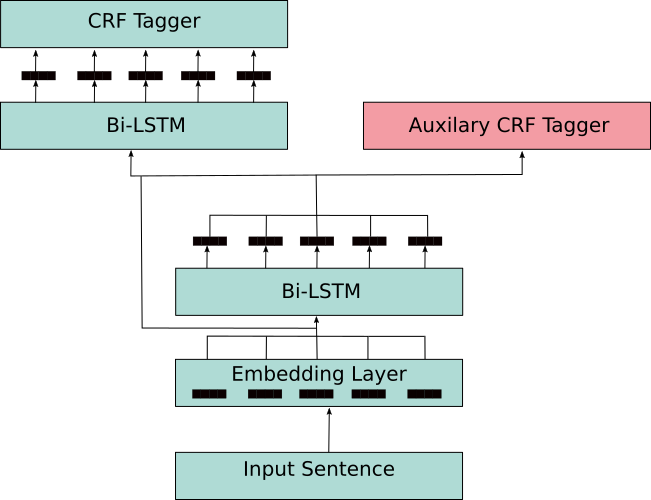 CRF Tagger
Bi-LSTM
Auxilary CRF Tagger
Bi-LSTM
Embedding Layer
Input Sentence